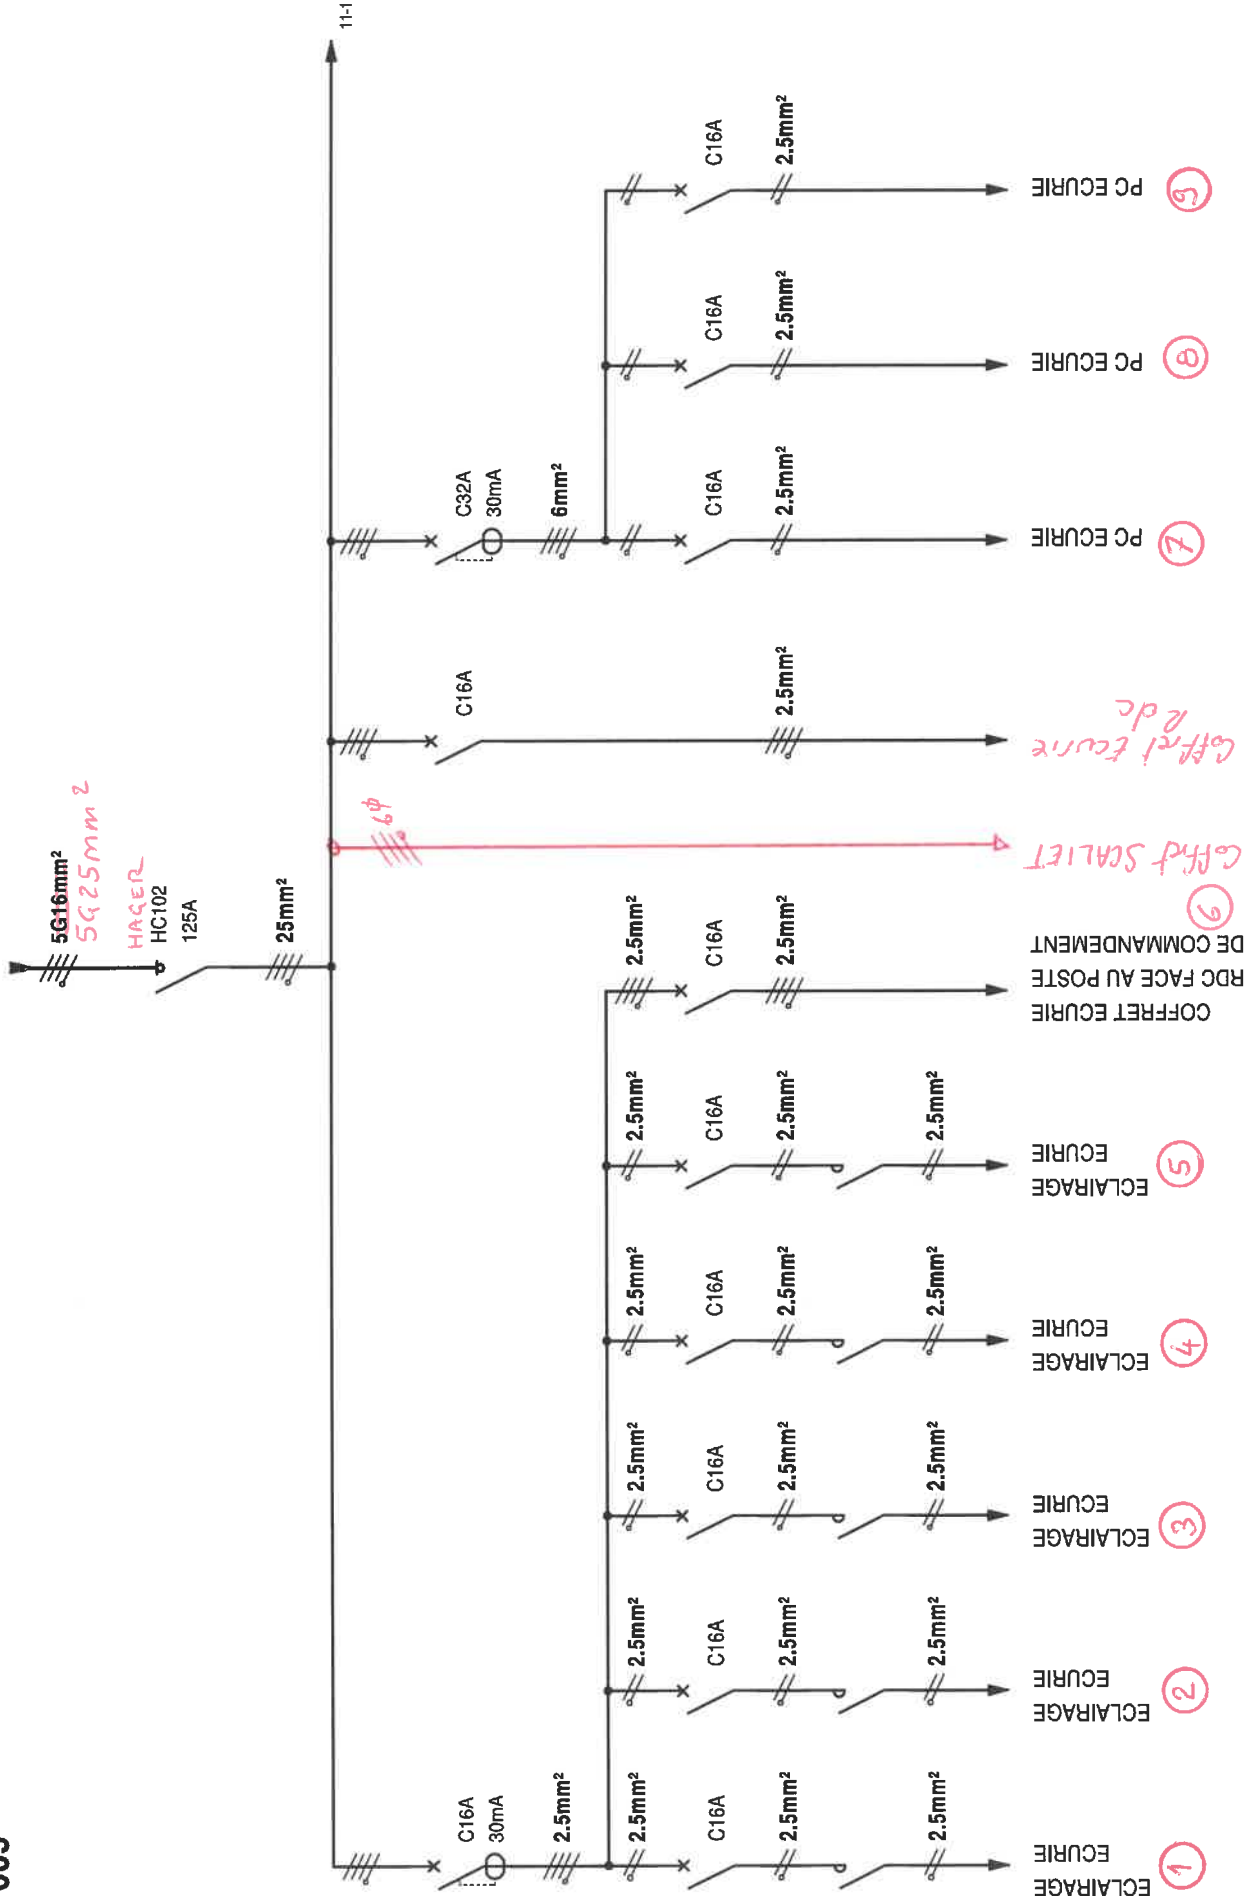 11-1
5G16mm²
5G25mm²
HAGER
HC102
125A
25mm²
C16A
30mA
2.5mm²
C16A
2.5mm²
C32A
30mA
6mm²
6
2.5mm²
C16A
2.5mm²
2.5mm²
2.5mm²
C16A
2.5mm²
2.5mm²
2.5mm²
C16A
2.5mm²
2.5mm²
2.5mm²
C16A
2.5mm²
2.5mm²
2.5mm²
C16A
2.5mm²
2.5mm²
2.5mm²
C16A
2.5mm²
C16A
2.5mm²
C16A
2.5mm²
C16A
2.5mm²
ECLAIRAGE
ECURIE
1
ECLAIRAGE
ECURIE
2
ECLAIRAGE
ECURIE
3
ECLAIRAGE
ECURIE
4
ECLAIRAGE
ECURIE
5
COFFRET ECURIE
RDC FACE AU POSTE
DE COMMANDEMENT
6
Coffret SCALIET
Coffret Ecurie
Rdc
PC ECURIE
7
PC ECURIE
8
PC ECURIE
9